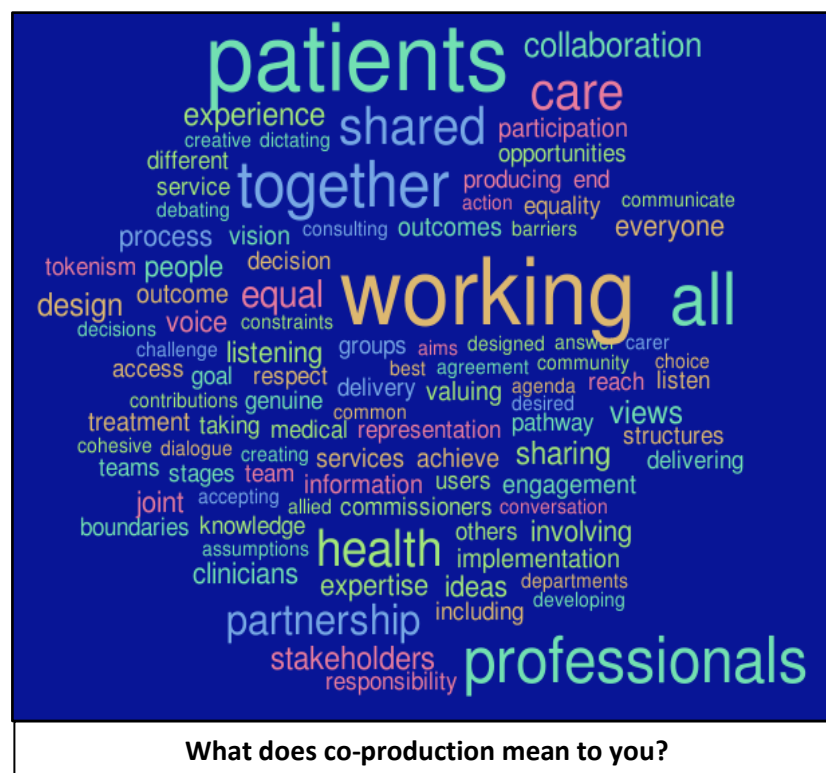 patients collaboration
care
experience shared participation
creative dictating
different opportunities
service together producing end
debating action equality communicate
process vision consulting outcomes barriers everyone
tokenism people decision
design outcome equal working all
decisions voice constraints
challenge listening groups aims designed answer carer
access goal respect best agreement community choice
delivery valuing agenda reach listen
contributions genuine common desired
treatment taking medical representation pathway views
structures
cohesive dialogue creating services achieve sharing delivering
teams stages team information users engagement
joint accepting allied commissioners conversation
boundaries knowledge others involving
assumptions health implementation
clinicians expertise ideas departments
developing
partnership including
stakeholders professionals
responsibility
What does co-production mean to you?